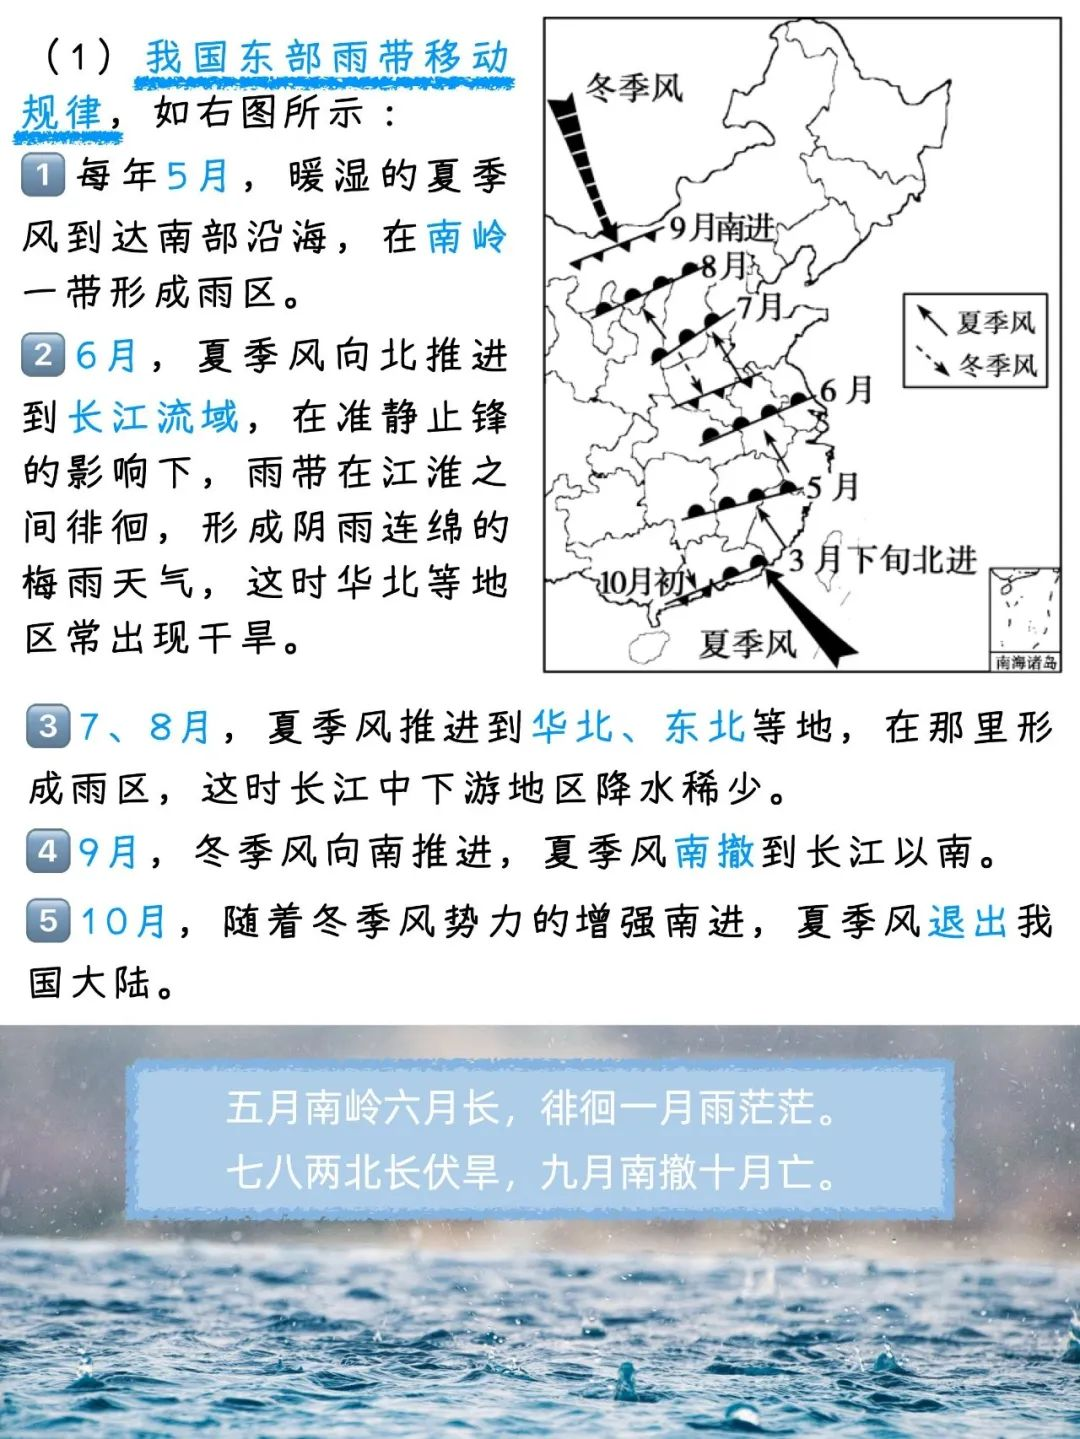 （1）我国东部雨带移动
规律，如右图所示：
1 每年5月，暖湿的夏季
风到达南部沿海，在南岭
一带形成雨区。
2 6月，夏季风向北推进
到长江流域，在准静止锋
的影响下，雨带在江淮之
间徘徊，形成阴雨连绵的
梅雨天气，这时华北等地
区常出现干旱。
冬季风
9月南进
8月
7月
夏季风
冬季风
6月
5月
3月下旬北进
10月初
夏季风
南海诸岛
3 7、8月，夏季风推进到华北、东北等地，在那里形
成雨区，这时长江中下游地区降水稀少。
4 9月，冬季风向南推进，夏季风南撤到长江以南。
5 10月，随着冬季风势力的增强南进，夏季风退出我
国大陆。
五月南岭六月长，徘徊一月雨茫茫。
七八两北长伏旱，九月南撤十月亡。